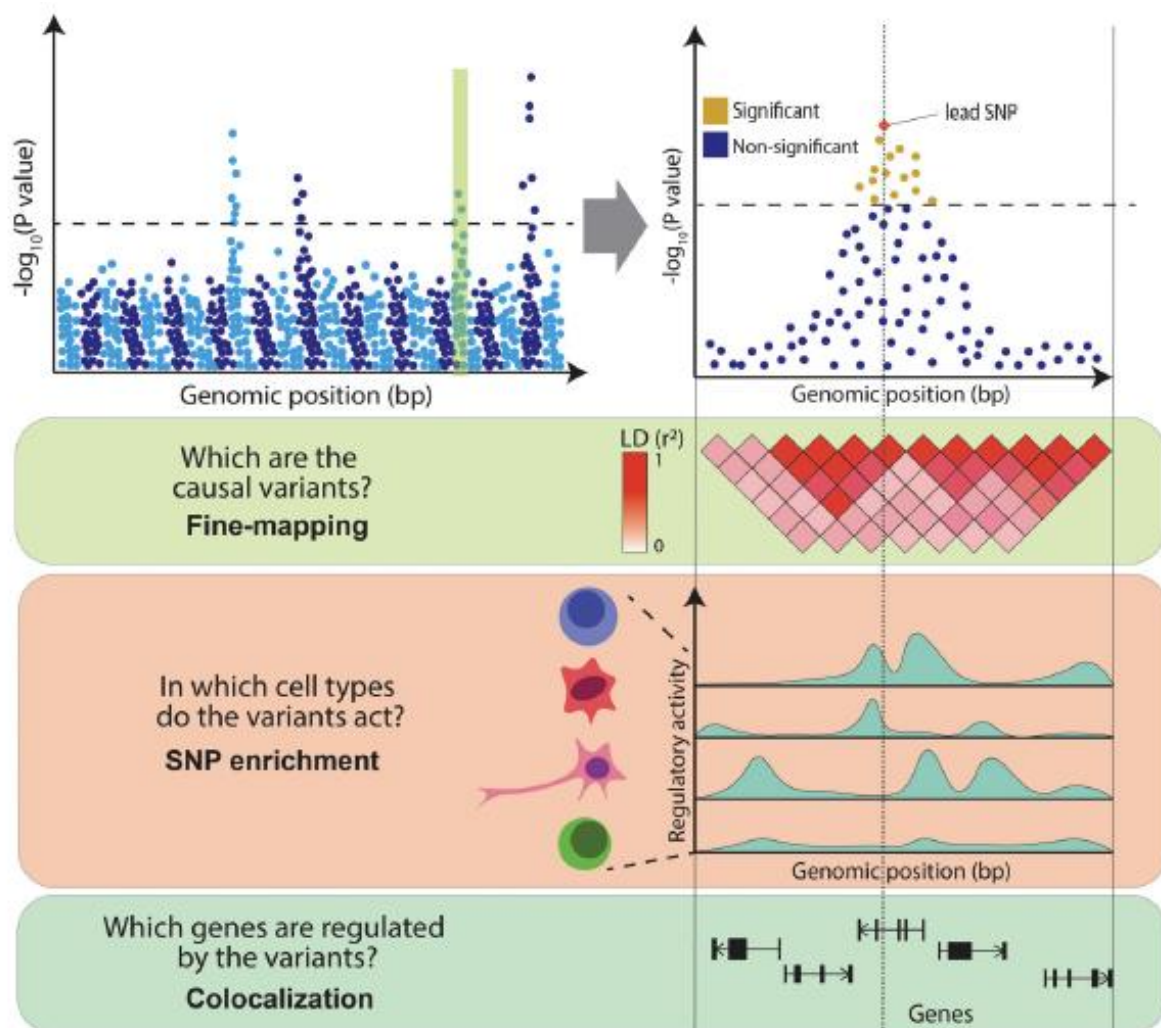 -log₁₀(P value)
Genomic position (bp)
Significant
Non-significant
lead SNP
-log₁₀(P value)
Genomic position (bp)
Which are the
causal variants?
Fine-mapping
LD (r²)
1
0
In which cell types
do the variants act?
SNP enrichment
Regulatory activity
Genomic position (bp)
Which genes are regulated
by the variants?
Colocalization
Genes